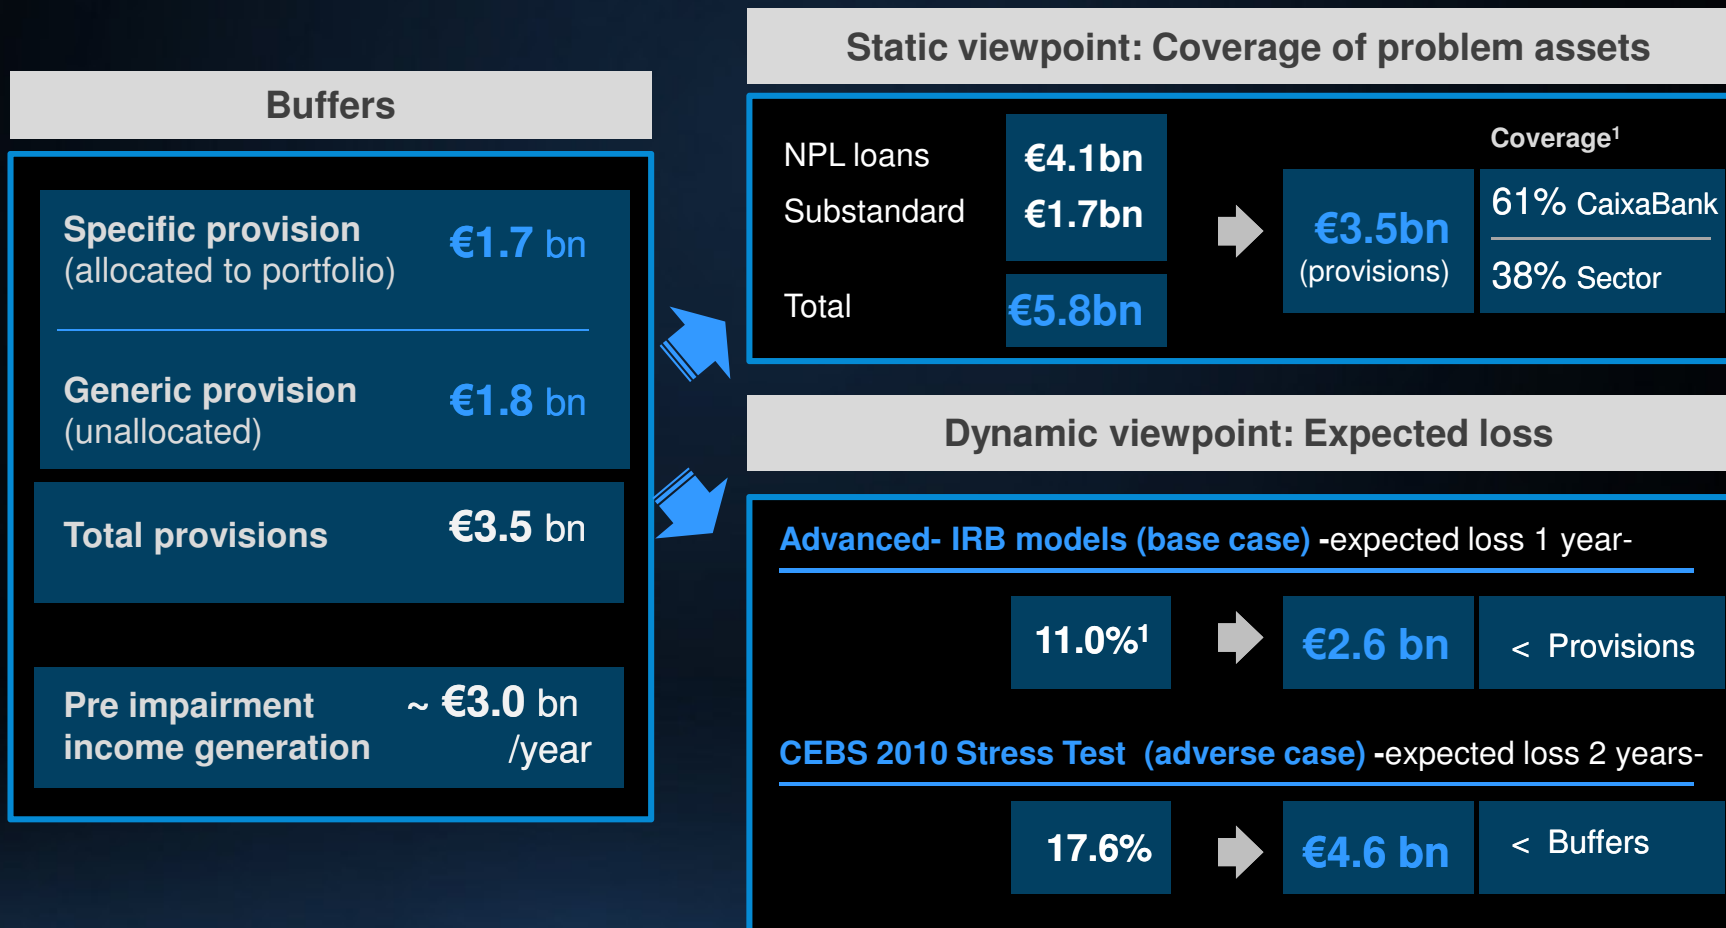 Buffers
Specific provision
(allocated to portfolio)
€1.7 bn
Generic provision
(unallocated)
€1.8 bn
Total provisions
€3.5 bn
Pre impairment
income generation
~ €3.0 bn
/year
Static viewpoint: Coverage of problem assets
NPL loans
€4.1bn
Substandard
€1.7bn
Total
€5.8bn
€3.5bn
(provisions)
Coverage¹
61% CaixaBank
38% Sector
Dynamic viewpoint: Expected loss
Advanced- IRB models (base case) -expected loss 1 year-
11.0%¹
€2.6 bn
< Provisions
CEBS 2010 Stress Test (adverse case) -expected loss 2 years-
17.6%
€4.6 bn
< Buffers